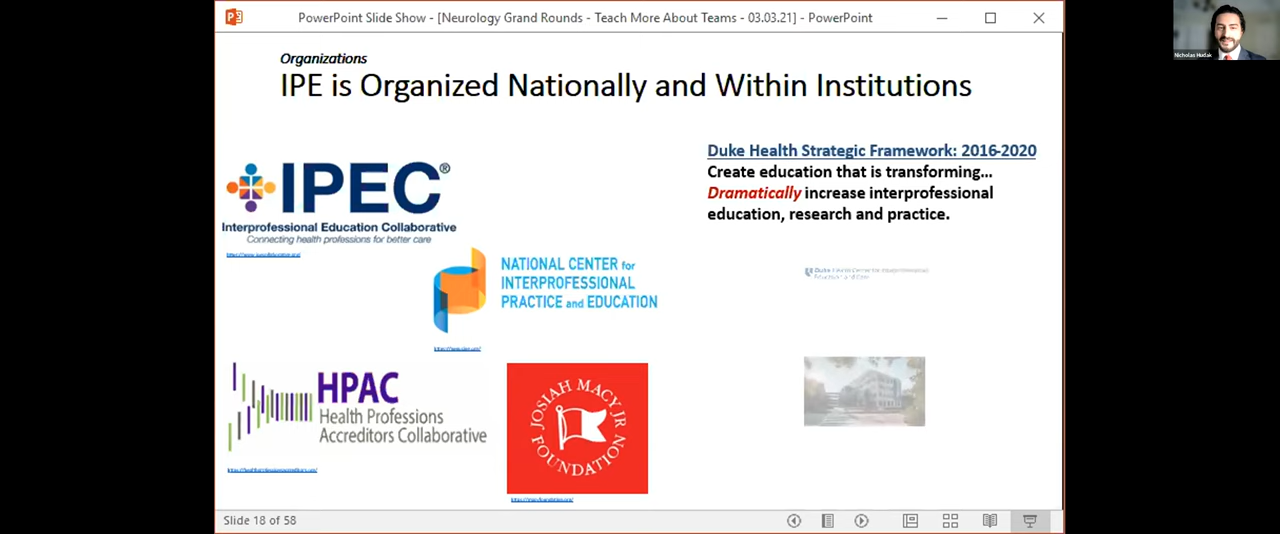 PowerPoint Slide Show - [Neurology Grand Rounds - Teach More About Teams - 03.03.21] - PowerPoint
Nicholas Hudak
Organizations
IPE is Organized Nationally and Within Institutions
IPEC®
Interprofessional Education Collaborative
Connecting health professions for better care
NATIONAL CENTER for
INTERPROFESSIONAL
PRACTICE and EDUCATION
HPAC
Health Professions
Accreditors Collaborative
JOSIAH MACY JR
FOUNDATION
Duke Health Strategic Framework: 2016-2020
Create education that is transforming...
Dramatically increase interprofessional
education, research and practice.
Slide 18 of 58